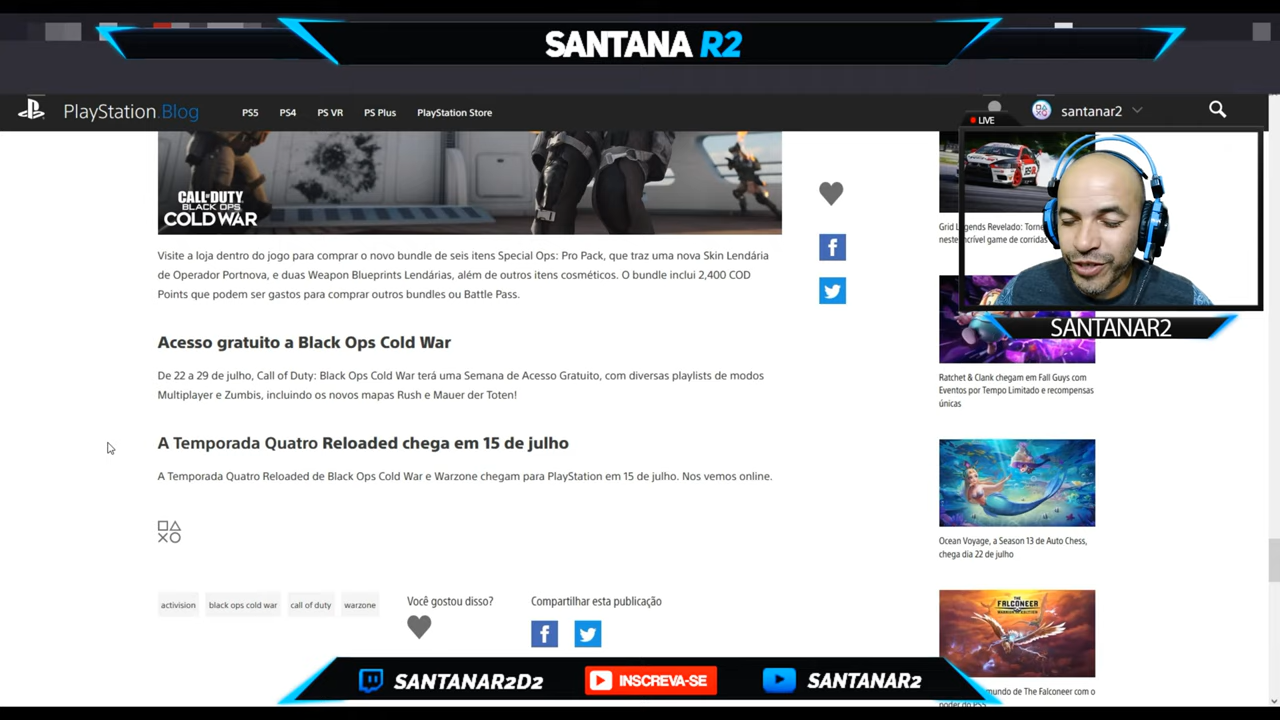 SANTANA R2
PlayStation.Blog
PS5
PS4
PS VR
PS Plus
PlayStation Store
santanar2
LIVE
CALL OF DUTY
BLACK OPS
COLD WAR
Visite a loja dentro do jogo para comprar o novo bundle de seis itens Special Ops: Pro Pack, que traz uma nova Skin Lendária
de Operador Portnova, e duas Weapon Blueprints Lendárias, além de outros itens cosméticos. O bundle inclui 2,400 COD
Points que podem ser gastos para comprar outros bundles ou Battle Pass.
Acesso gratuito a Black Ops Cold War
De 22 a 29 de julho, Call of Duty: Black Ops Cold War terá uma Semana de Acesso Gratuito, com diversas playlists de modos
Multiplayer e Zumbis, incluindo os novos mapas Rush e Mauer der Toten!
A Temporada Quatro Reloaded chega em 15 de julho
A Temporada Quatro Reloaded de Black Ops Cold War e Warzone chegam para PlayStation em 15 de julho. Nos vemos online.
activision
black ops cold war
call of duty
warzone
Você gostou disso?
Compartilhar esta publicação
Grid Legends Revelado: Torne
neste incrível game de corridas
SANTANAR2
Ratchet & Clank chegam em Fall Guys com
Eventos por Tempo Limitado e recompensas
únicas
Ocean Voyage, a Season 13 de Auto Chess,
chega dia 22 de julho
THE
FALCONEER
mundo de The Falconeer com o
poder do PS5
SANTANAR2D2
INSCREVA-SE
SANTANAR2